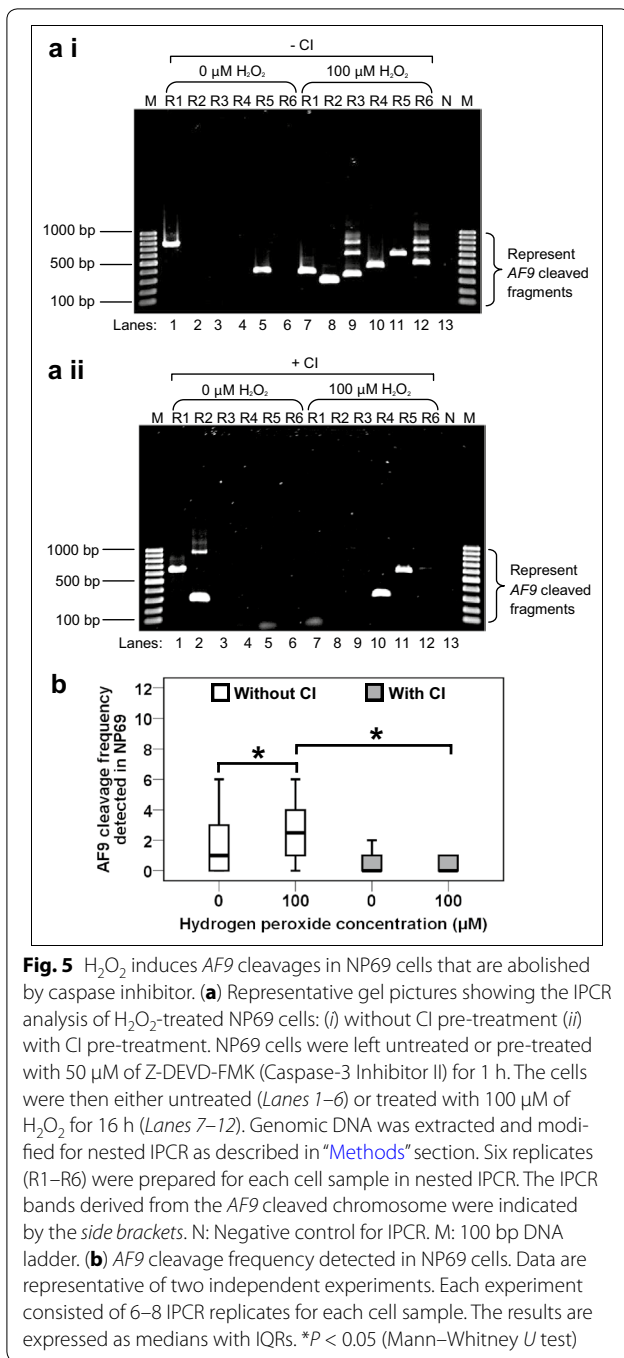 a i
- CI
0 µM H₂O₂ 100 µM H₂O₂
M R1 R2 R3 R4 R5 R6 R1 R2 R3 R4 R5 R6 N M
1000 bp
500 bp
100 bp
Represent
AF9 cleaved
fragments
Lanes: 1 2 3 4 5 6 7 8 9 10 11 12 13
a ii
+ CI
0 µM H₂O₂ 100 µM H₂O₂
M R1 R2 R3 R4 R5 R6 R1 R2 R3 R4 R5 R6 N M
1000 bp
500 bp
100 bp
Represent
AF9 cleaved
fragments
Lanes: 1 2 3 4 5 6 7 8 9 10 11 12 13
b
AF9 cleavage frequency
detected in NP69
12
10
8
6
4
2
0
Without CI With CI
* *
0 100 0 100
Hydrogen peroxide concentration (µM)
Fig. 5 H₂O₂ induces AF9 cleavages in NP69 cells that are abolished
by caspase inhibitor. (a) Representative gel pictures showing the IPCR
analysis of H₂O₂-treated NP69 cells: (i) without CI pre-treatment (ii)
with CI pre-treatment. NP69 cells were left untreated or pre-treated
with 50 µM of Z-DEVD-FMK (Caspase-3 Inhibitor II) for 1 h. The cells
were then either untreated (Lanes 1–6) or treated with 100 µM of
H₂O₂ for 16 h (Lanes 7–12). Genomic DNA was extracted and modi-
fied for nested IPCR as described in "Methods" section. Six replicates
(R1–R6) were prepared for each cell sample in nested IPCR. The IPCR
bands derived from the AF9 cleaved chromosome were indicated
by the side brackets. N: Negative control for IPCR. M: 100 bp DNA
ladder. (b) AF9 cleavage frequency detected in NP69 cells. Data are
representative of two independent experiments. Each experiment
consisted of 6–8 IPCR replicates for each cell sample. The results are
expressed as medians with IQRs. *P < 0.05 (Mann–Whitney U test)